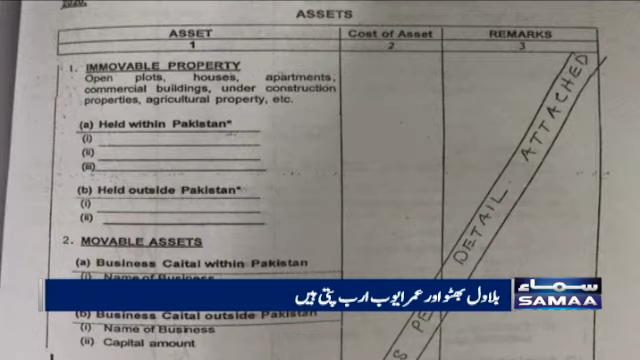 2020.
ASSETS
ASSET Cost of Asset REMARKS
1 2 3
1. IMMOVABLE PROPERTY
Open plots, houses, apartments,
commercial buildings, under construction
properties, agricultural property, etc.
(a) Held within Pakistan*
(i)
(ii)
(iii)
(b) Held outside Pakistan*
(i)
(ii)
2. MOVABLE ASSETS
(a) Business Caital within Pakistan
(i) Name of Business
(b) Business Caital outside Pakistan
(i) Name of Business
(ii) Capital amount
DETAIL ATTACHED
بلاول بھٹو اور عمر ایوب ارب پتی ہیں
سماء
SAMAA